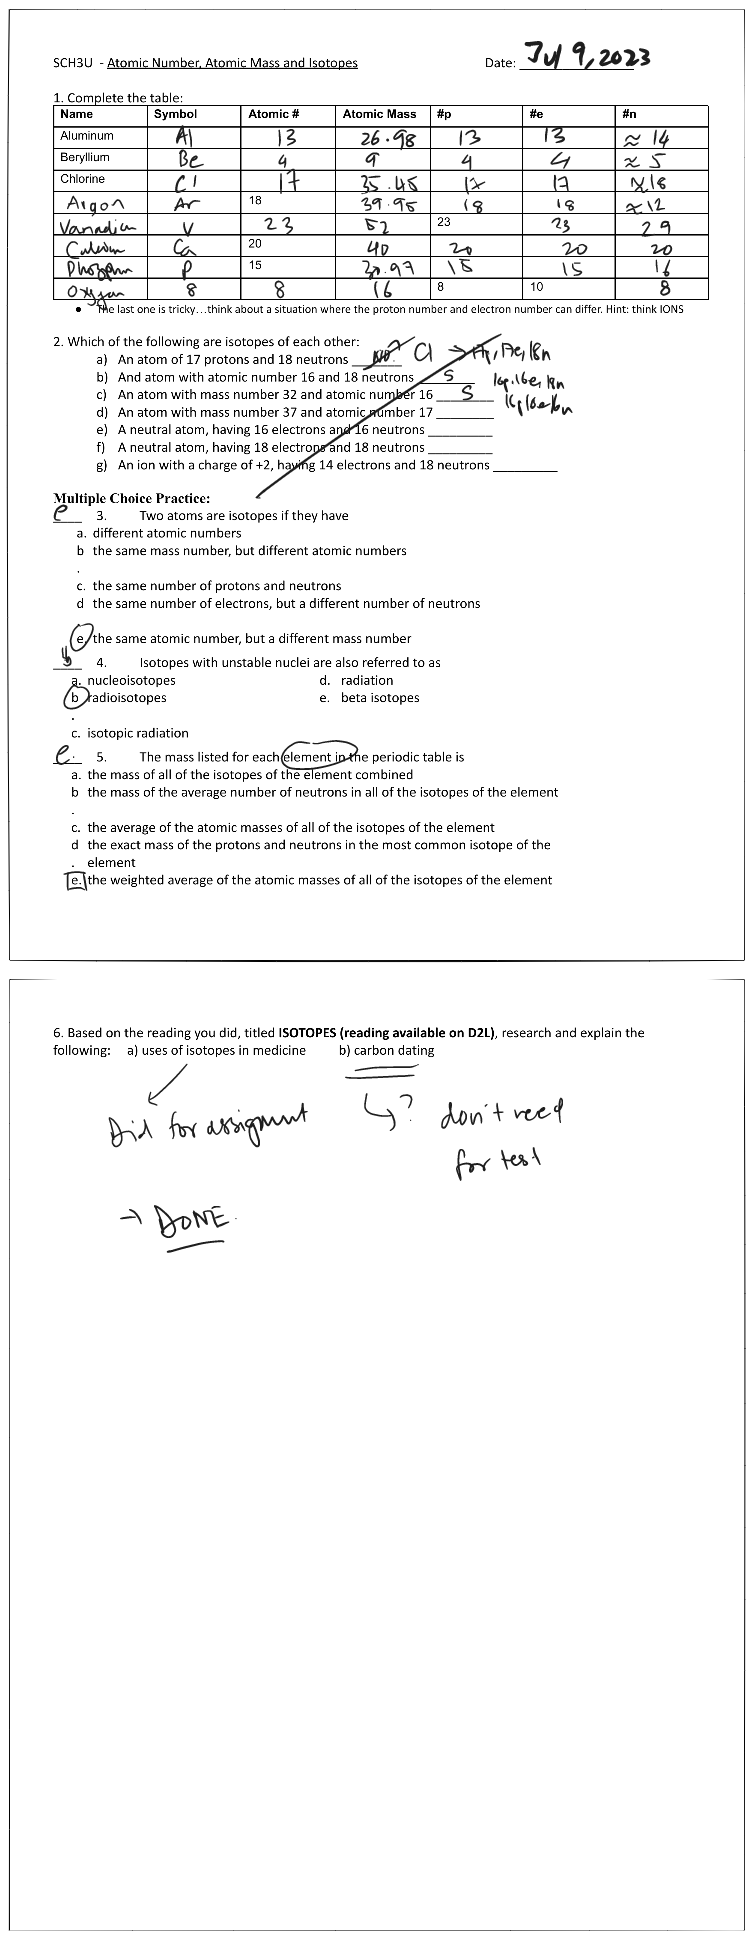 SCH3U - Atomic Number, Atomic Mass and Isotopes Date: Jul 9, 2023
1. Complete the table:
Name Symbol Atomic # Atomic Mass #p #e #n
Aluminum Al 13 26.98 13 13 ≈ 14
Beryllium Be 4 9 4 4 ≈ 5
Chlorine Cl 17 35.45 17 17 ≈ 18
Argon Ar 18 39.95 18 18 ≈ 12
Vanadium V 23 52 23 23 29
Calcium Ca 20 40 20 20 20
P 15 30.97 15 15 16
Oxygen 8 8 16 8 10 8
● The last one is tricky…think about a situation where the proton number and electron number can differ. Hint: think IONS
2. Which of the following are isotopes of each other:
a) An atom of 17 protons and 18 neutrons Cl → 17p, 17e, 18n
b) And atom with atomic number 16 and 18 neutrons S 16p, 16e, 18n
c) An atom with mass number 32 and atomic number 16 S 16p 16e 16n
d) An atom with mass number 37 and atomic number 17
e) A neutral atom, having 16 electrons and 16 neutrons
f) A neutral atom, having 18 electrons and 18 neutrons
g) An ion with a charge of +2, having 14 electrons and 18 neutrons
Multiple Choice Practice:
e 3. Two atoms are isotopes if they have
a. different atomic numbers
b the same mass number, but different atomic numbers
.
c. the same number of protons and neutrons
d the same number of electrons, but a different number of neutrons
e. the same atomic number, but a different mass number
b 4. Isotopes with unstable nuclei are also referred to as
a. nucleoisotopes d. radiation
b radioisotopes e. beta isotopes
.
c. isotopic radiation
e. 5. The mass listed for each element in the periodic table is
a. the mass of all of the isotopes of the element combined
b the mass of the average number of neutrons in all of the isotopes of the element
.
c. the average of the atomic masses of all of the isotopes of the element
d the exact mass of the protons and neutrons in the most common isotope of the
. element
e. the weighted average of the atomic masses of all of the isotopes of the element
6. Based on the reading you did, titled ISOTOPES (reading available on D2L), research and explain the
following: a) uses of isotopes in medicine b) carbon dating
Did for assignment ? don't need
for test
→ DONE.